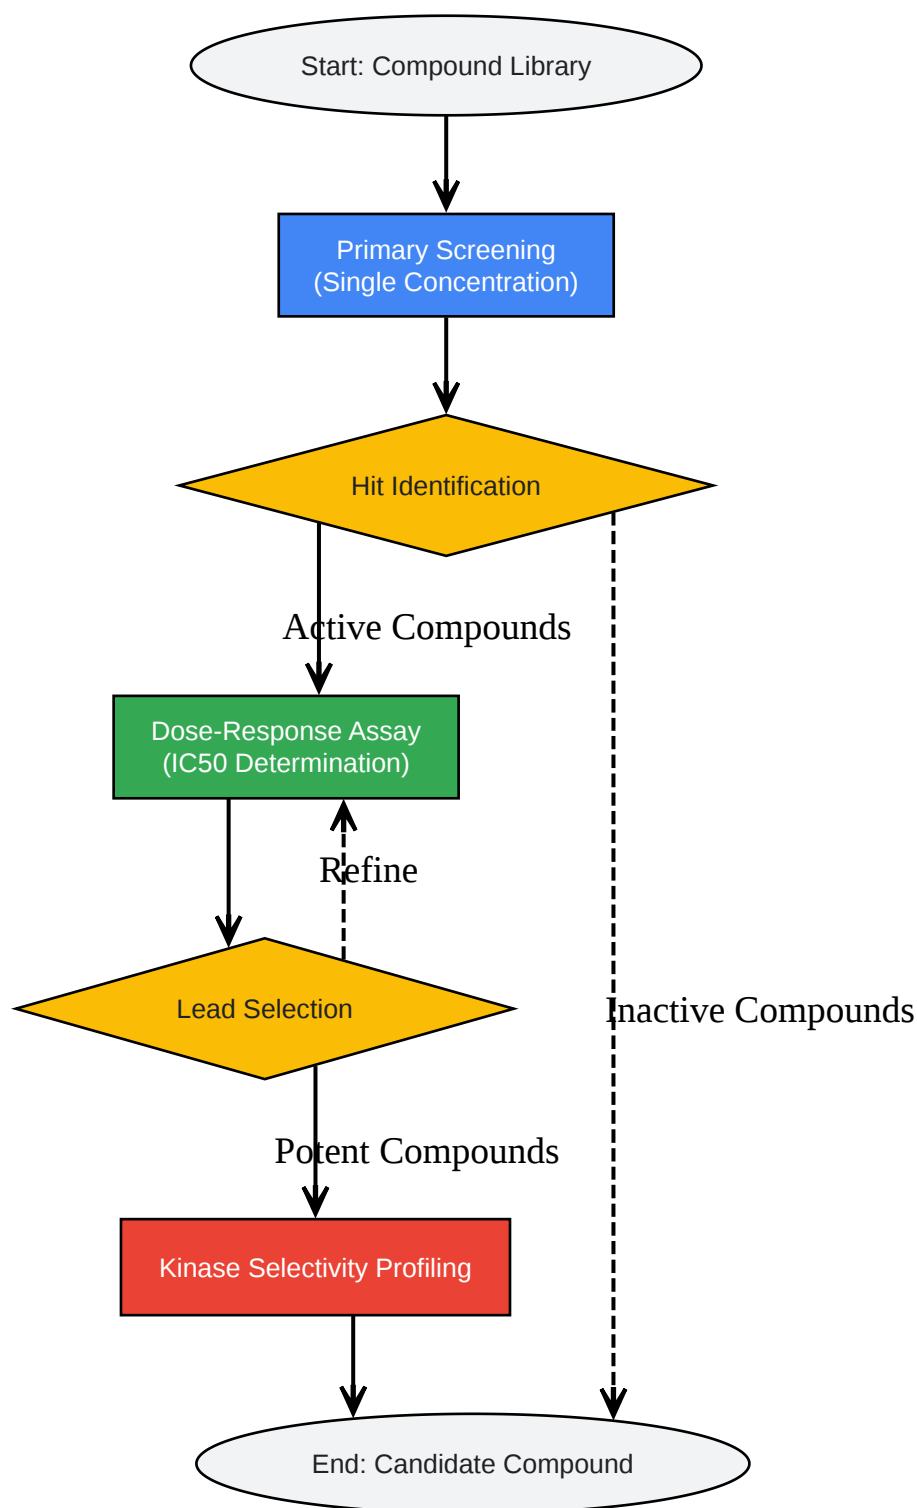 Start: Compound Library
Primary Screening
(Single Concentration)
Hit Identification
Active Compounds
Dose-Response Assay
(IC50 Determination)
Refine
Lead Selection
Inactive Compounds
Potent Compounds
Kinase Selectivity Profiling
End: Candidate Compound